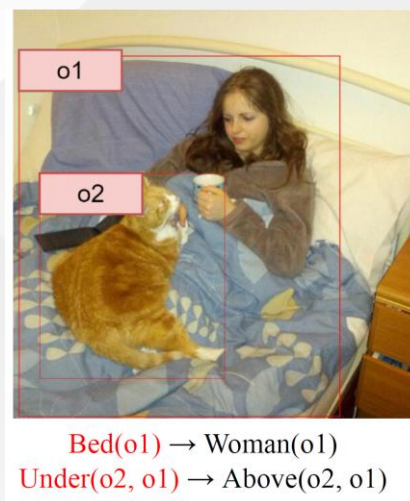 o1
o2
Bed(o1) → Woman(o1)
Under(o2, o1) → Above(o2, o1)